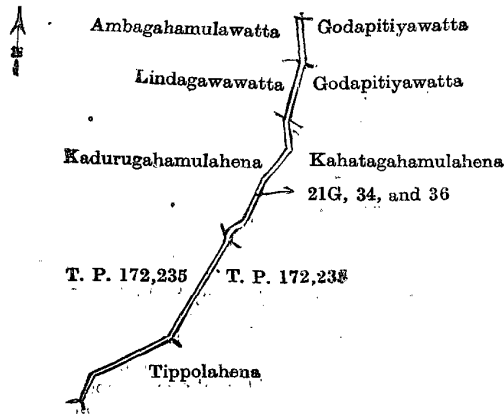 Ambagahamulawatta Godapitiyawatta
Lindagawawatta Godapitiyawatta
Kadurugahamulahena Kahatagahamulahena
21G, 34, and 36
T. P. 172,235 T. P.
Tippolahena